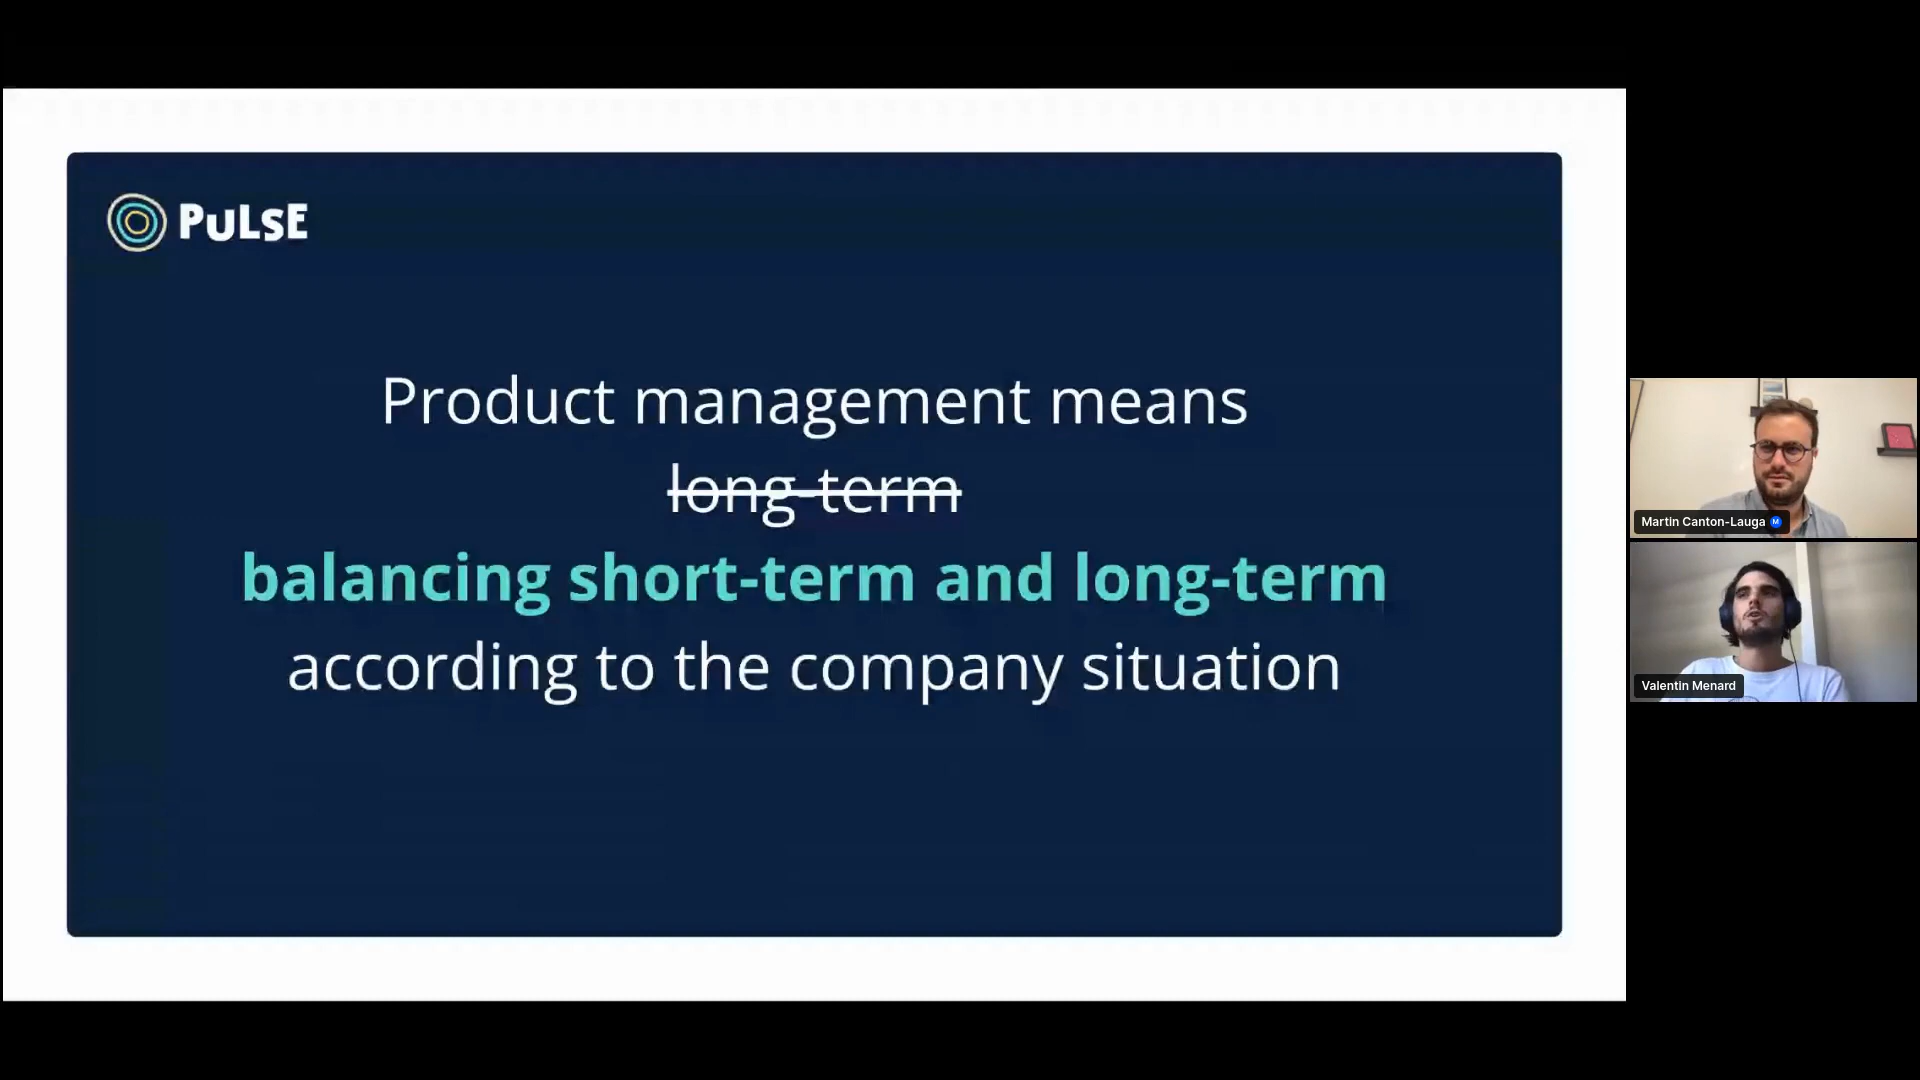 PULSE
Product management means
long-term
balancing short-term and long-term
according to the company situation
Martin Canton-Lauga M
Valentin Menard